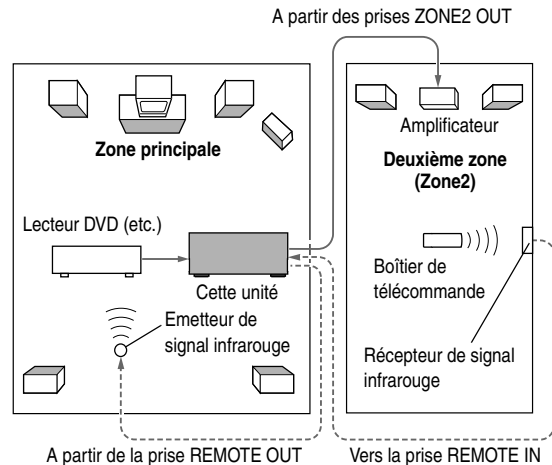 A partir des prises ZONE2 OUT
Zone principale
Amplificateur
Deuxième zone
(Zone2)
Lecteur DVD (etc.)
Cette unité
Boîtier de
télécommande
Emetteur de
signal infrarouge
Récepteur de signal
infrarouge
A partir de la prise REMOTE OUT
Vers la prise REMOTE IN